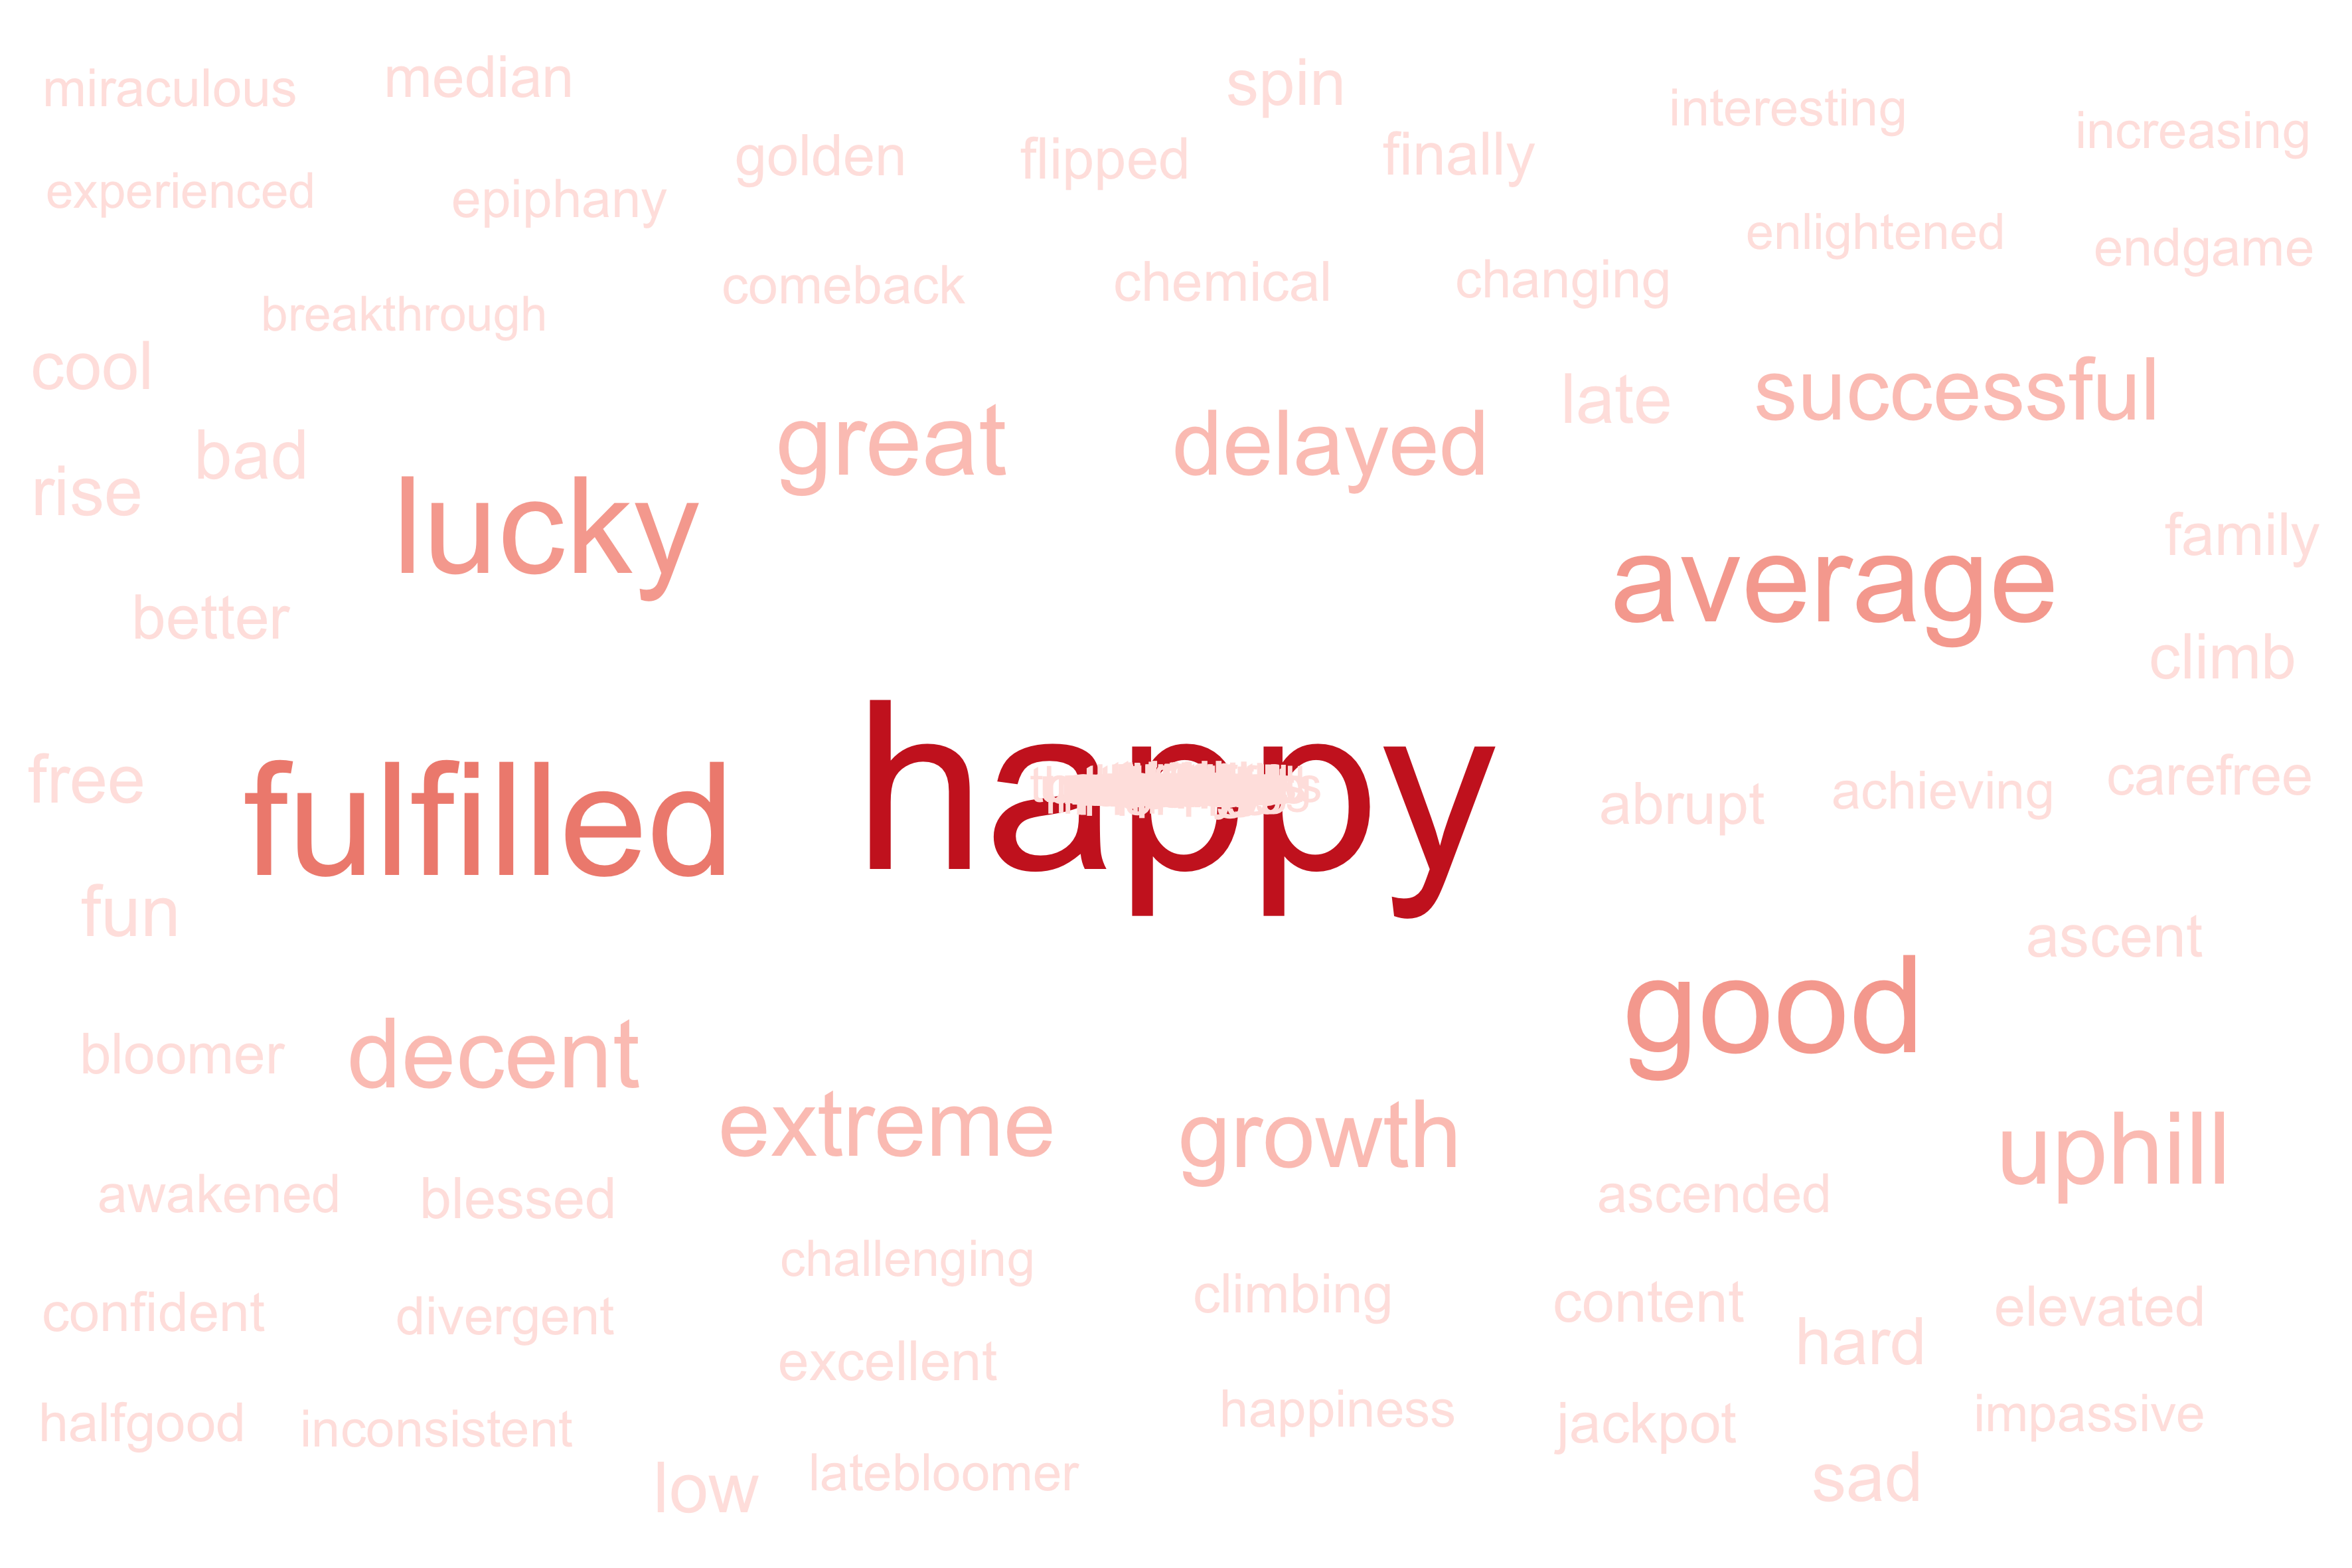 miraculous
median
spin
interesting
increasing
golden
flipped
finally
experienced
epiphany
enlightened
endgame
comeback
chemical
changing
breakthrough
cool
late
successful
great
delayed
bad
rise
lucky
average
family
better
climb
free
fulfilled
happy
abrupt
achieving
carefree
fun
ascent
good
bloomer
decent
extreme
growth
uphill
awakened
blessed
ascended
challenging
climbing
content
elevated
confident
divergent
hard
excellent
happiness
jackpot
impassive
halfgood
inconsistent
low
latebloomer
sad